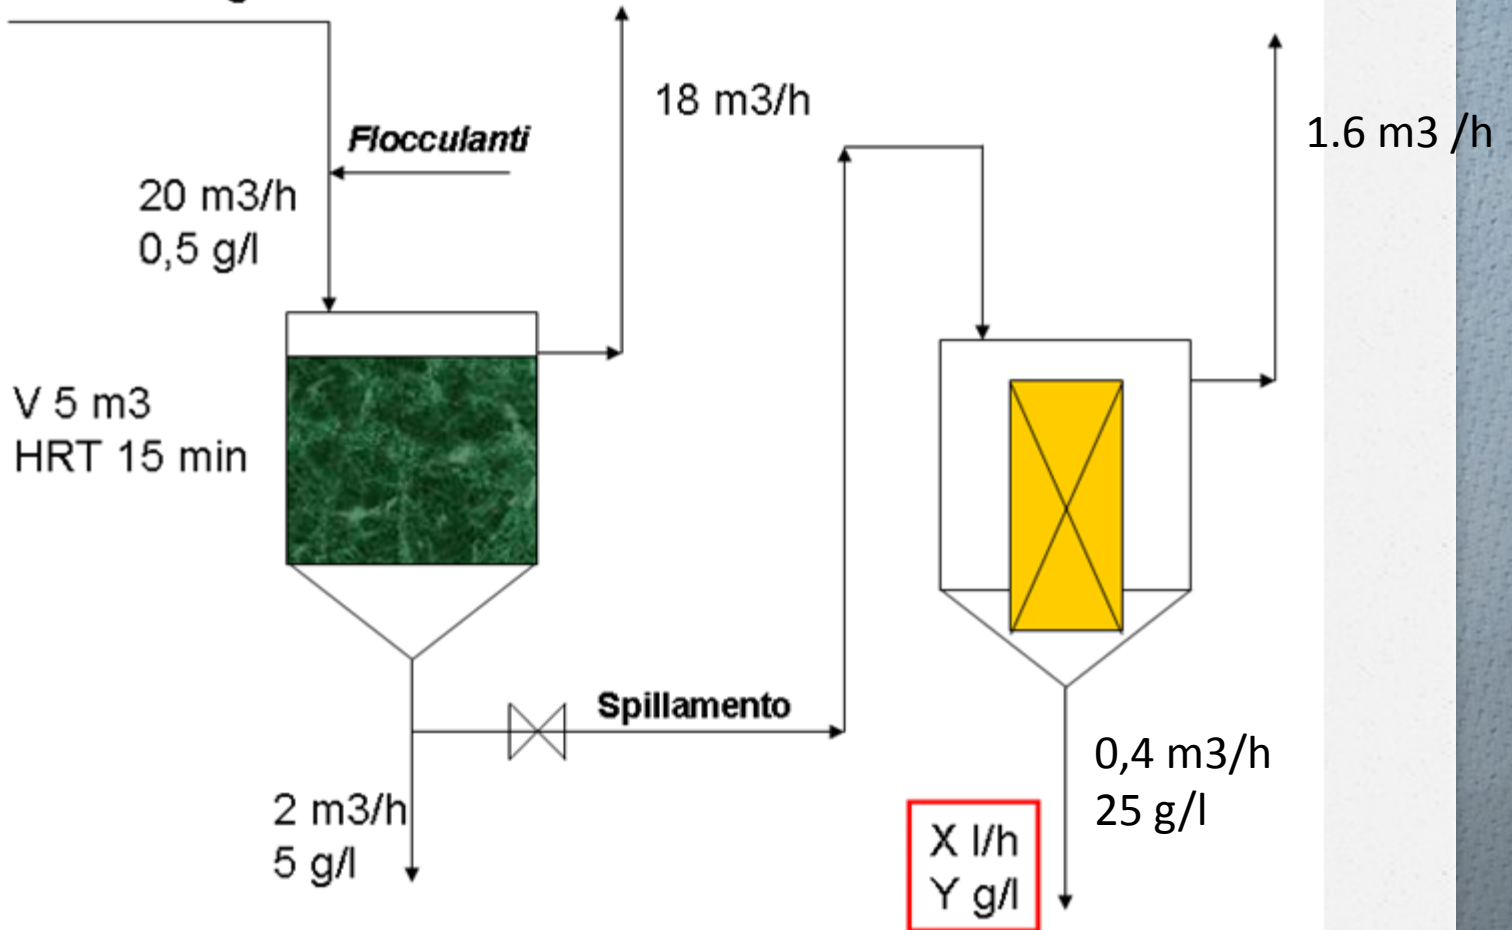 18 m3/h
1.6 m3 /h
Flocculanti
20 m3/h
0,5 g/l
V 5 m3
HRT 15 min
Spillamento
2 m3/h
5 g/l
0,4 m3/h
25 g/l
X l/h
Y g/l